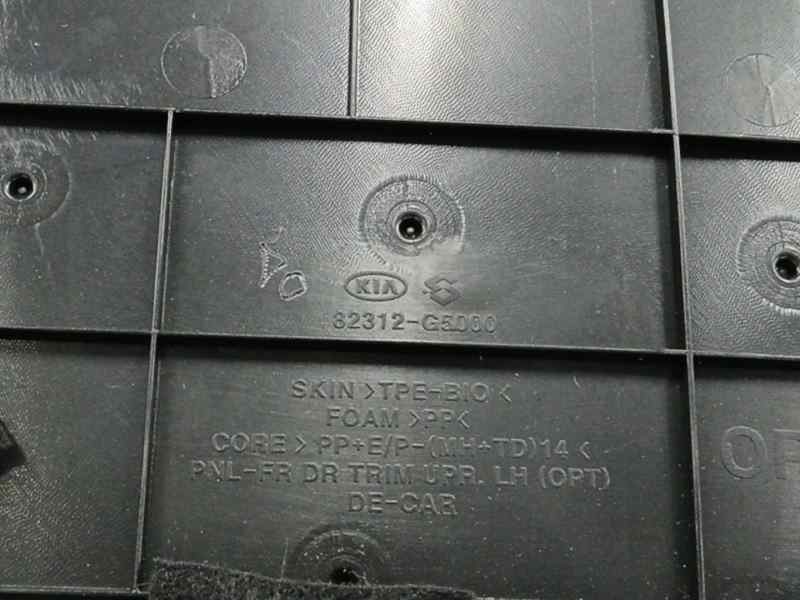 KIA
82312-G5000
SKIN >TPE-BIO<
FOAM >PP<
CORE > PP+E/P-(MH+TD)14 <
PNL-FR DR TRIM UPR. LH (OPT)
DE-CAR